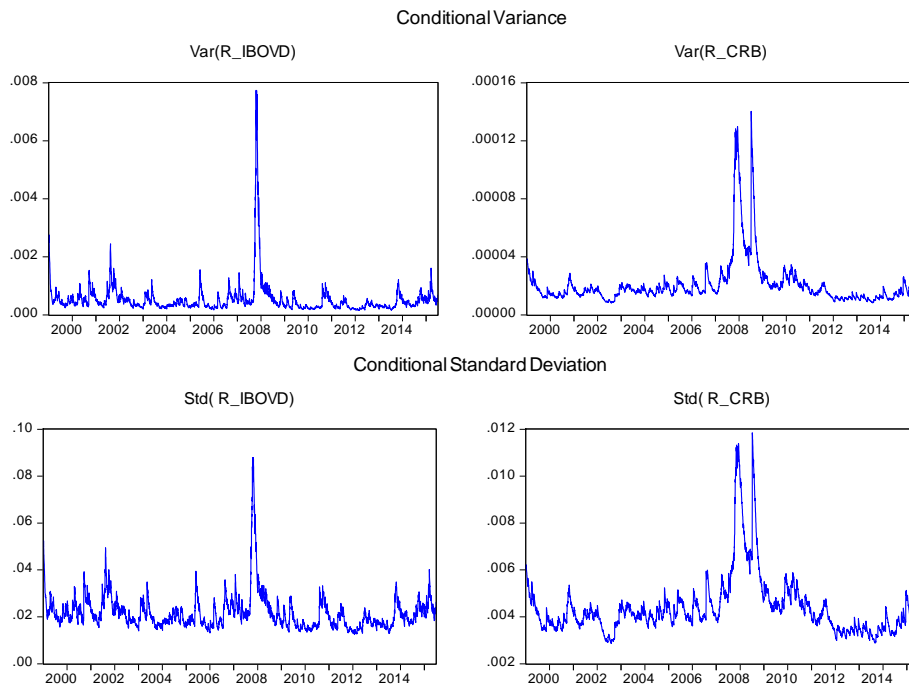 Conditional Variance
Var(R_IBOVD)
Var(R_CRB)
.008
.006
.004
.002
.000
2000 2002 2004 2006 2008 2010 2012 2014
.00016
.00012
.00008
.00004
.00000
2000 2002 2004 2006 2008 2010 2012 2014
Conditional Standard Deviation
Std( R_IBOVD)
Std( R_CRB)
.10
.08
.06
.04
.02
.00
2000 2002 2004 2006 2008 2010 2012 2014
.012
.010
.008
.006
.004
.002
2000 2002 2004 2006 2008 2010 2012 2014